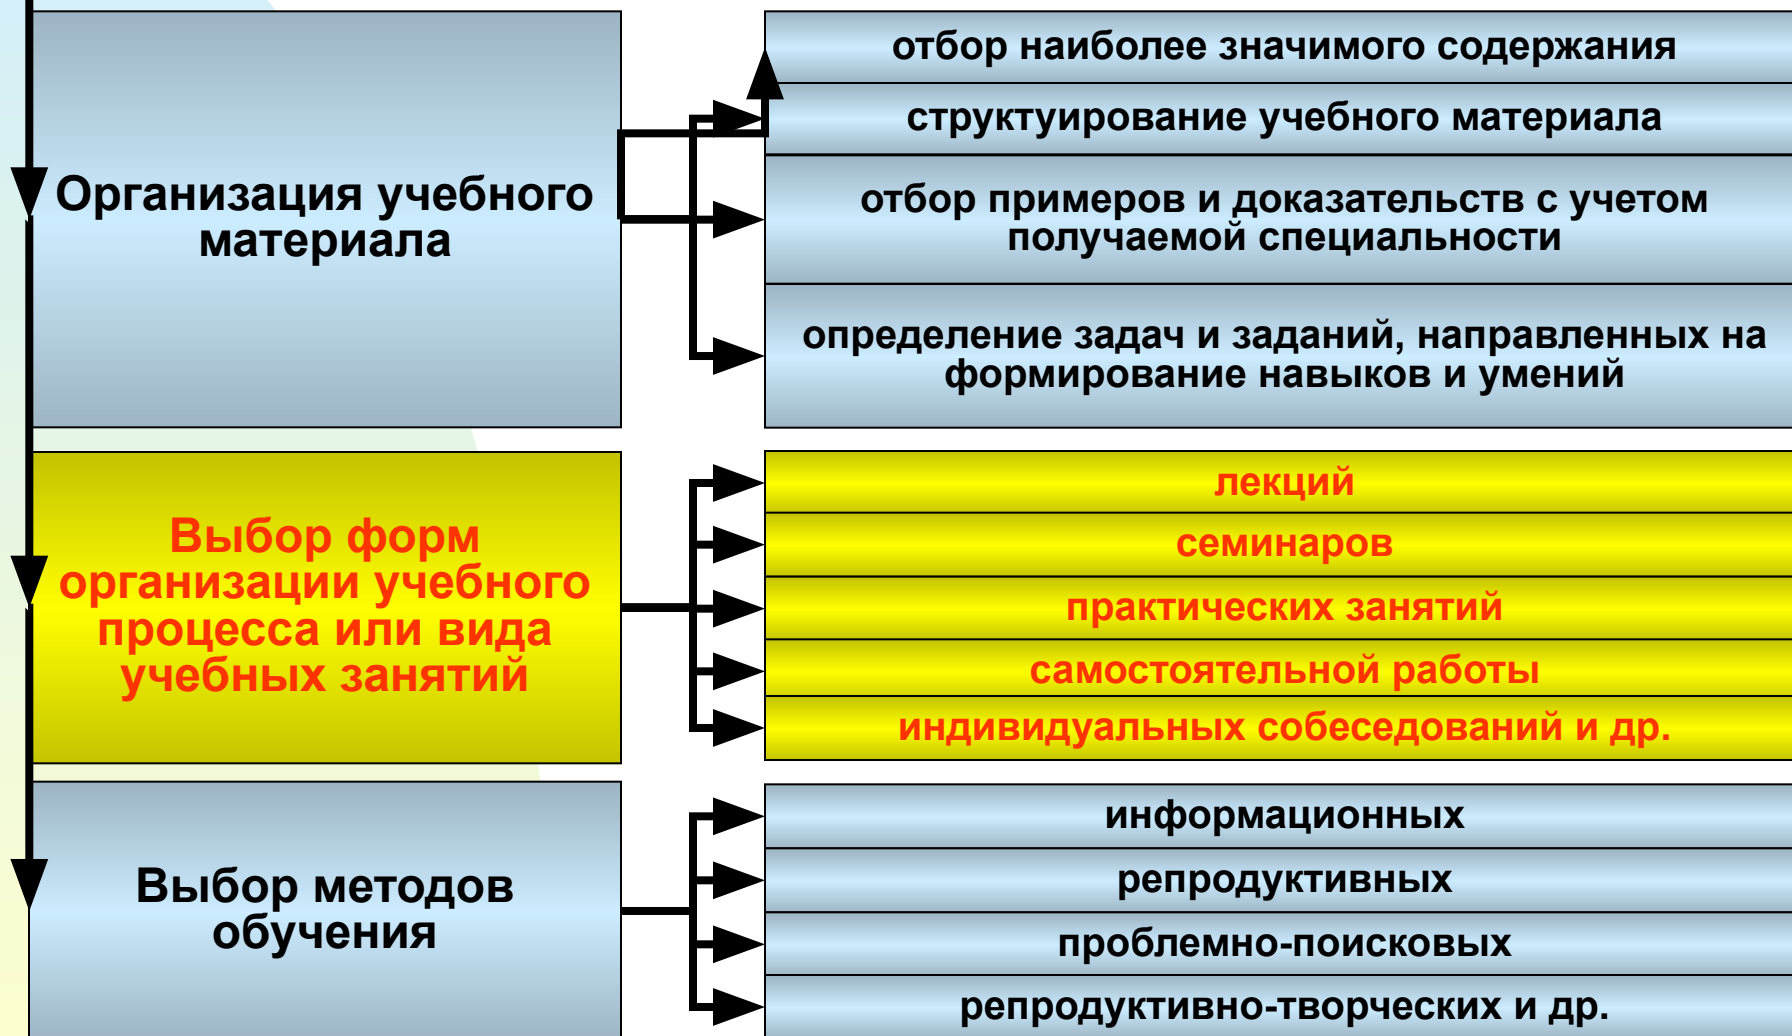 Организация учебного
материала
отбор наиболее значимого содержания
структуирование учебного материала
отбор примеров и доказательств с учетом
получаемой специальности
определение задач и заданий, направленных на
формирование навыков и умений
Выбор форм
организации учебного
процесса или вида
учебных занятий
лекций
семинаров
практических занятий
самостоятельной работы
индивидуальных собеседований и др.
Выбор методов
обучения
информационных
репродуктивных
проблемно-поисковых
репродуктивно-творческих и др.